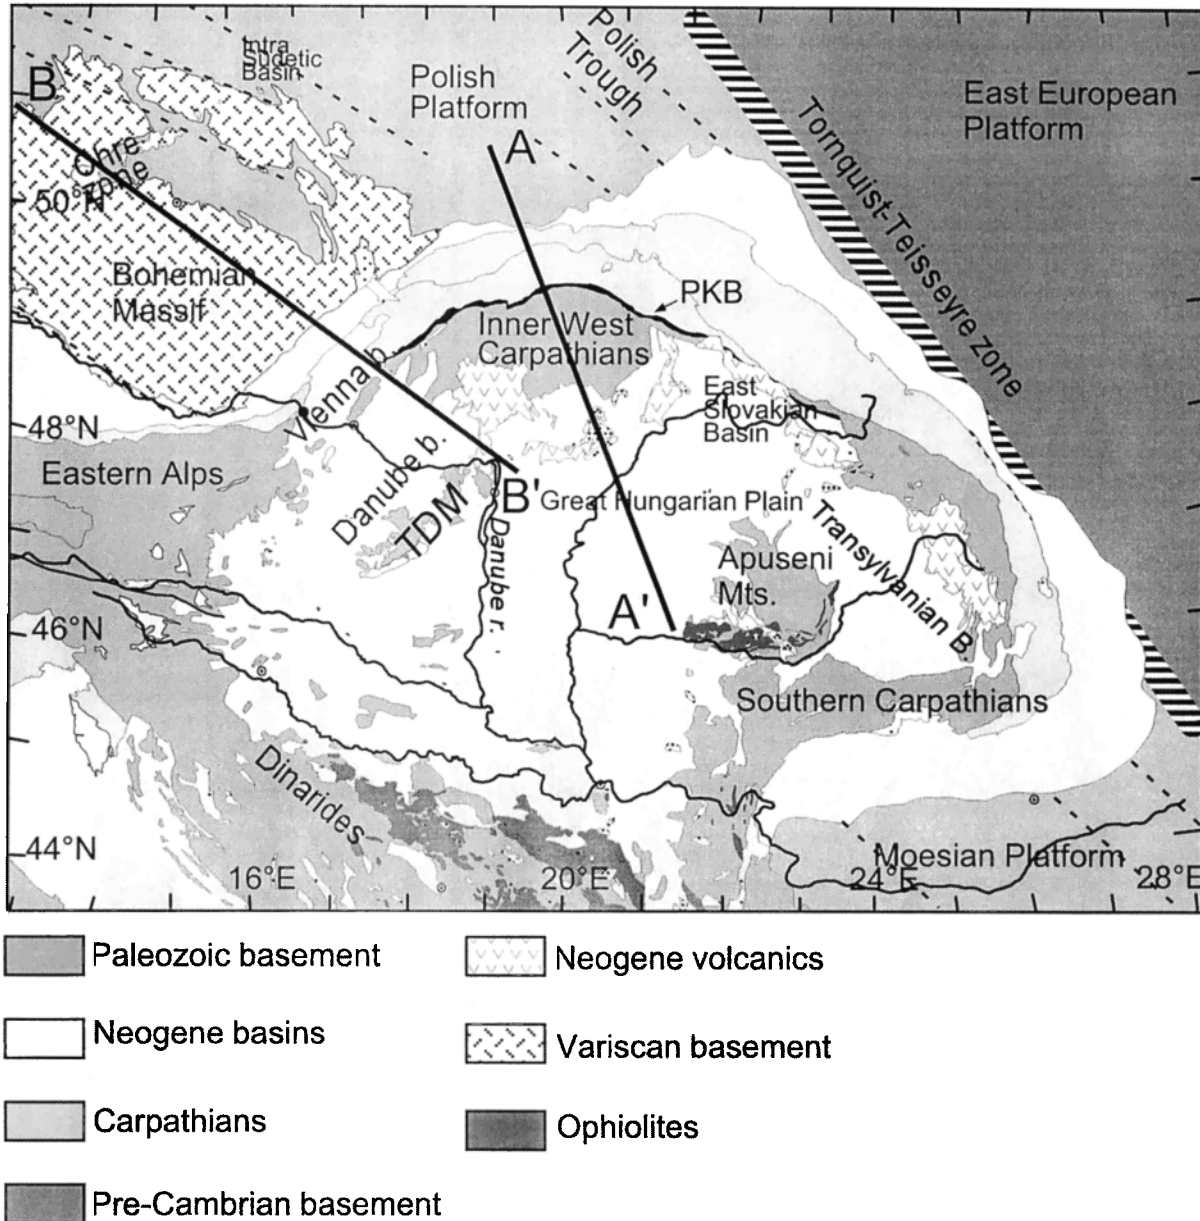 Intra
Sudetic
Basin
Polish
Trough
B
Polish
Platform
East European
Platform
A
Tornquist-Teisseyre zone
Ohre
zone
50°N
Bohemian
Massif
PKB
Inner West
Carpathians
Vienna b.
East
Slovakian
Basin
48°N
Eastern Alps
Danube b.
TDM
B'
Great Hungarian Plain
Danube r.
Transylvanian B.
Apuseni
Mts.
A'
46°N
Southern Carpathians
Dinarides
44°N
Moesian Platform
16°E
20°E
24°E
28°E
Paleozoic basement
Neogene volcanics
Neogene basins
Variscan basement
Carpathians
Ophiolites
Pre-Cambrian basement